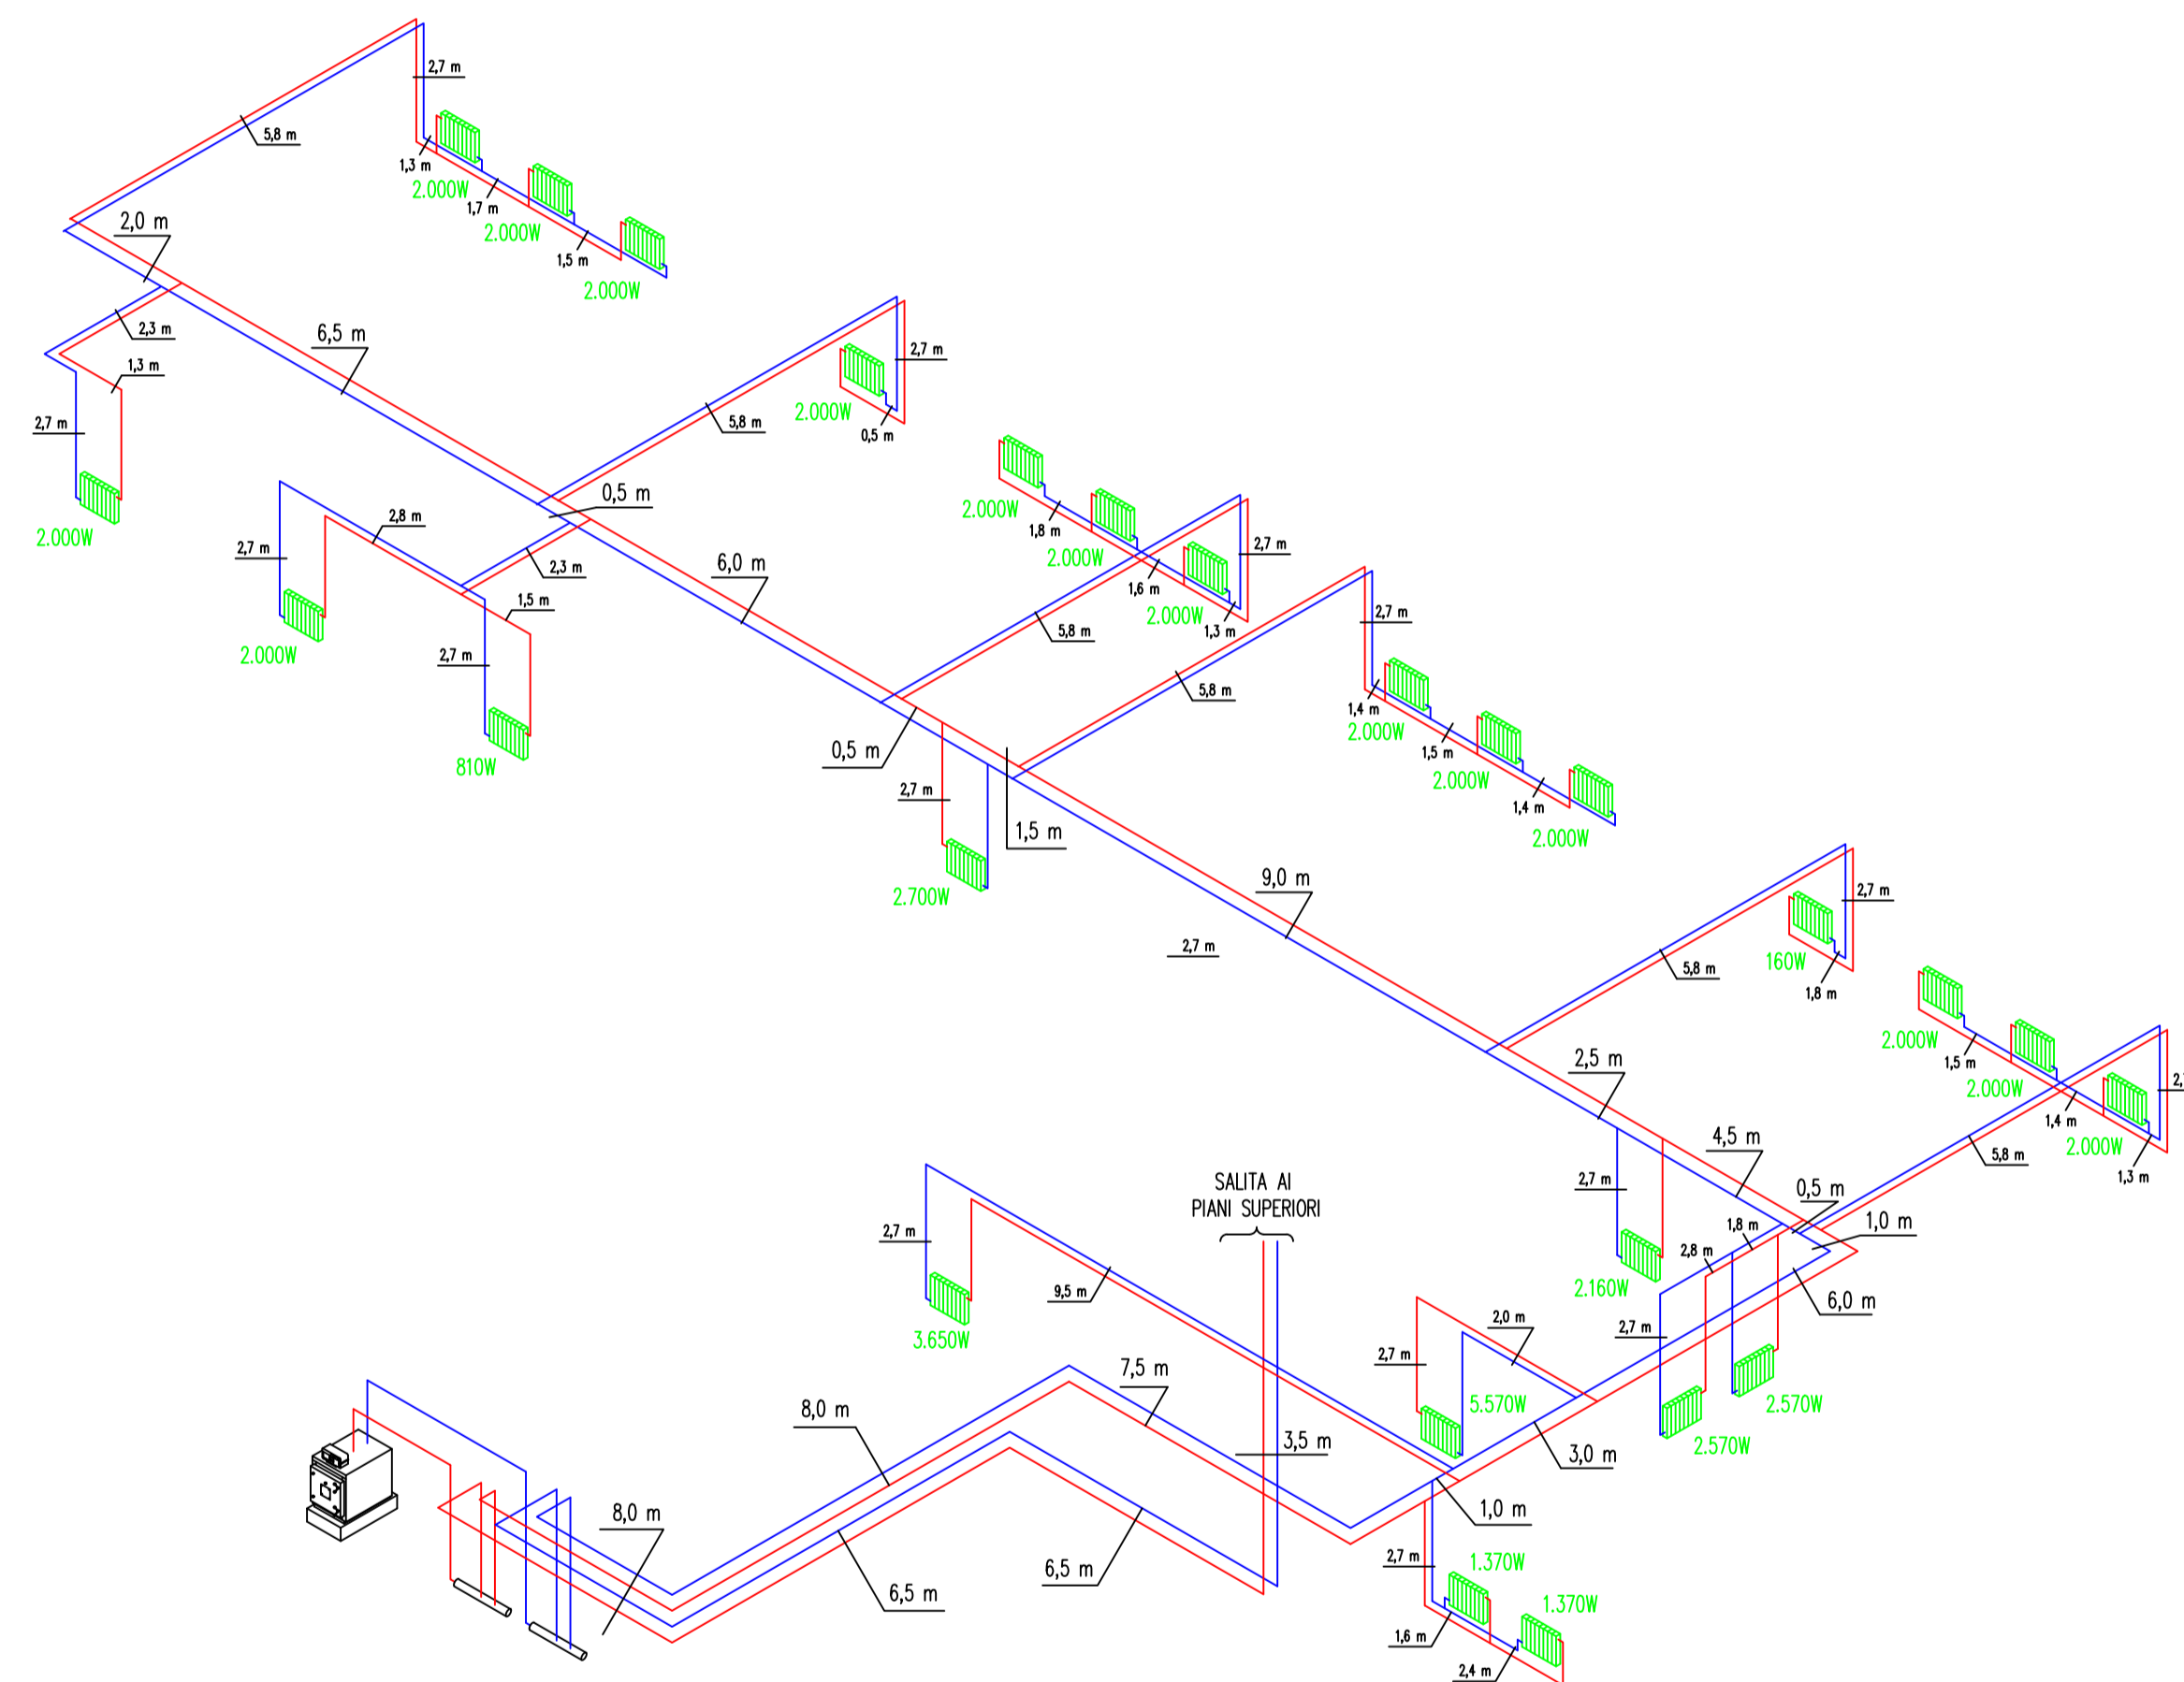 2,7 m
5,8 m
1,3 m
2.000W
1,7 m
2,0 m
2.000W
1,5 m
2.000W
2,3 m
6,5 m
1,3 m
2,7 m
2,7 m
5,8 m
2.000W
0,5 m
2.000W
0,5 m
2,8 m
2,7 m
2,3 m
2.000W
1,8 m
2.000W
1,6 m
2,7 m
2.000W
1,3 m
6,0 m
1,5 m
5,8 m
2,7 m
2.000W
2,7 m
810W
5,8 m
1,4 m
2.000W
1,5 m
2.000W
1,4 m
2.000W
0,5 m
2,7 m
1,5 m
2.700W
9,0 m
2,7 m
2,7 m
160W
5,8 m
1,8 m
2.000W
1,5 m
2.000W
1,4 m
2.000W
1,3 m
2,
5,8 m
2,5 m
4,5 m
0,5 m
1,0 m
SALITA AI
PIANI SUPERIORI
2,7 m
1,8 m
2,8 m
2,7 m
2.160W
6,0 m
9,5 m
3.650W
2,0 m
2,7 m
2,7 m
5.570W
2.570W
2.570W
7,5 m
8,0 m
3,5 m
3,0 m
8,0 m
1,0 m
6,5 m
6,5 m
2,7 m
1.370W
1.370W
1,6 m
2,4 m